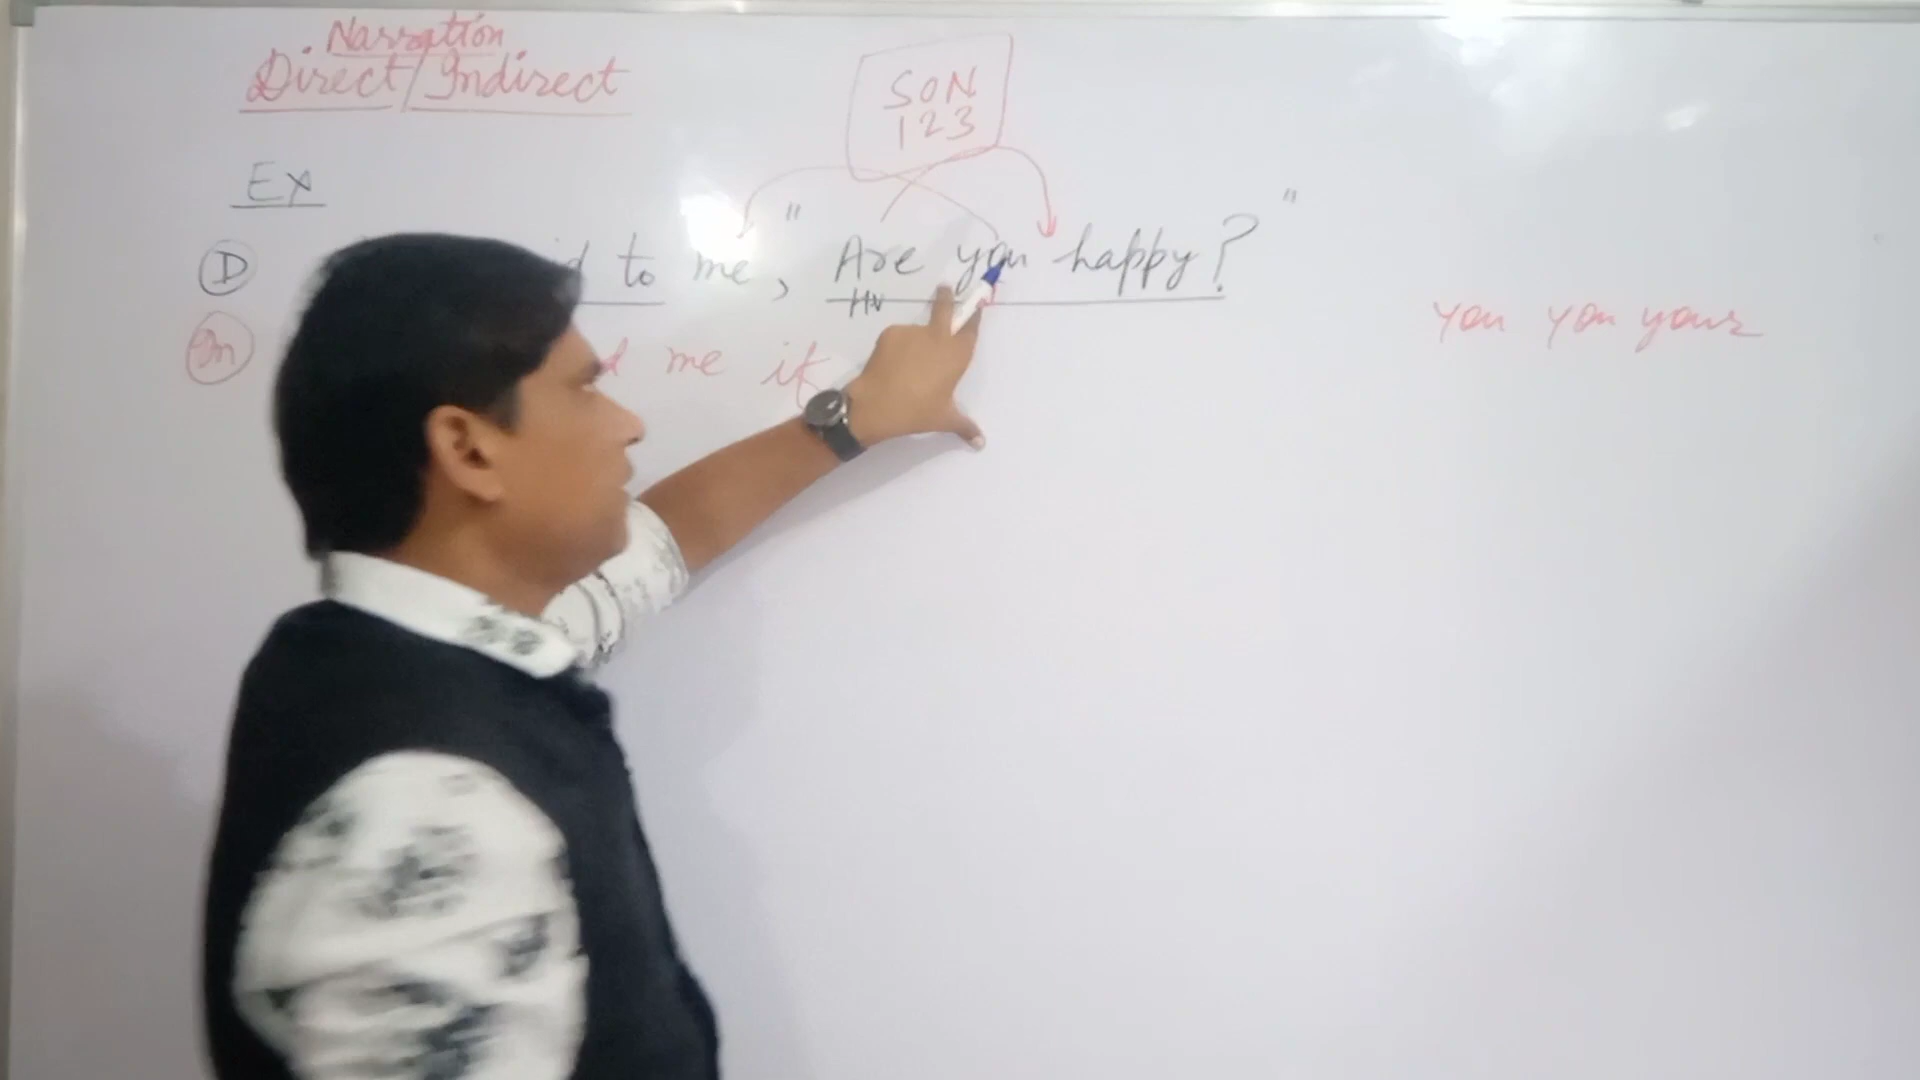 Narration
Direct/Indirect
SON
123
Ex
D to me, "Are you happy?"
HV
In me if
you you your